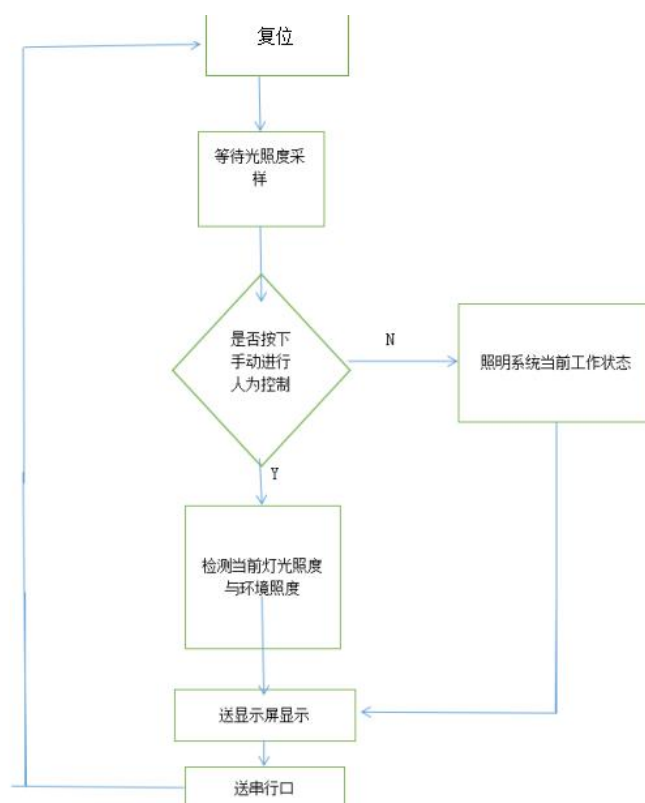 复位
等待光照度采
样
是否按下
手动进行
人为控制
N
照明系统当前工作状态
Y
检测当前灯光照度
与环境照度
送显示屏显示
送串行口